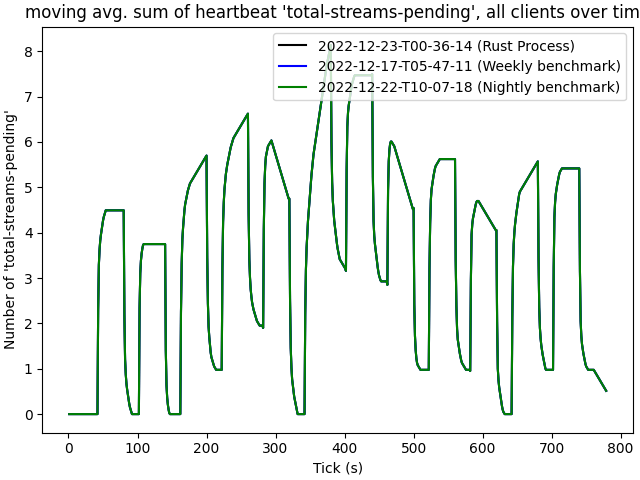 moving avg. sum of heartbeat 'total-streams-pending', all clients over tim
2022-12-23-T00-36-14 (Rust Process)
2022-12-17-T05-47-11 (Weekly benchmark)
2022-12-22-T10-07-18 (Nightly benchmark)
Number of 'total-streams-pending'
8
7
6
5
4
3
2
1
0
0 100 200 300 400 500 600 700 800
Tick (s)